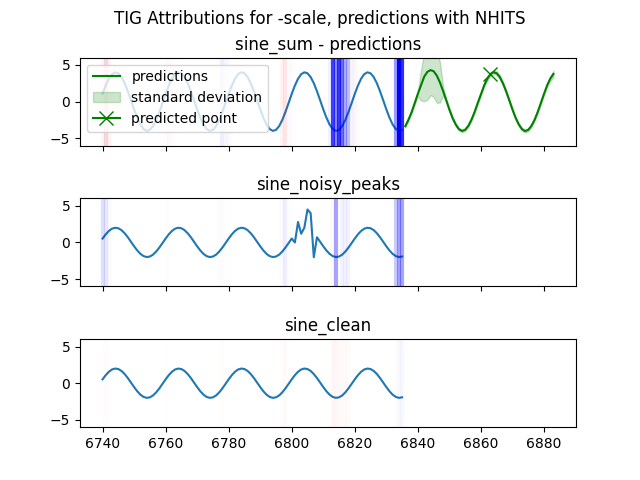 TIG Attributions for -scale, predictions with NHITS
sine_sum - predictions
5
0
−5
predictions
standard deviation
predicted point
sine_noisy_peaks
5
0
−5
sine_clean
5
0
−5
6740 6760 6780 6800 6820 6840 6860 6880